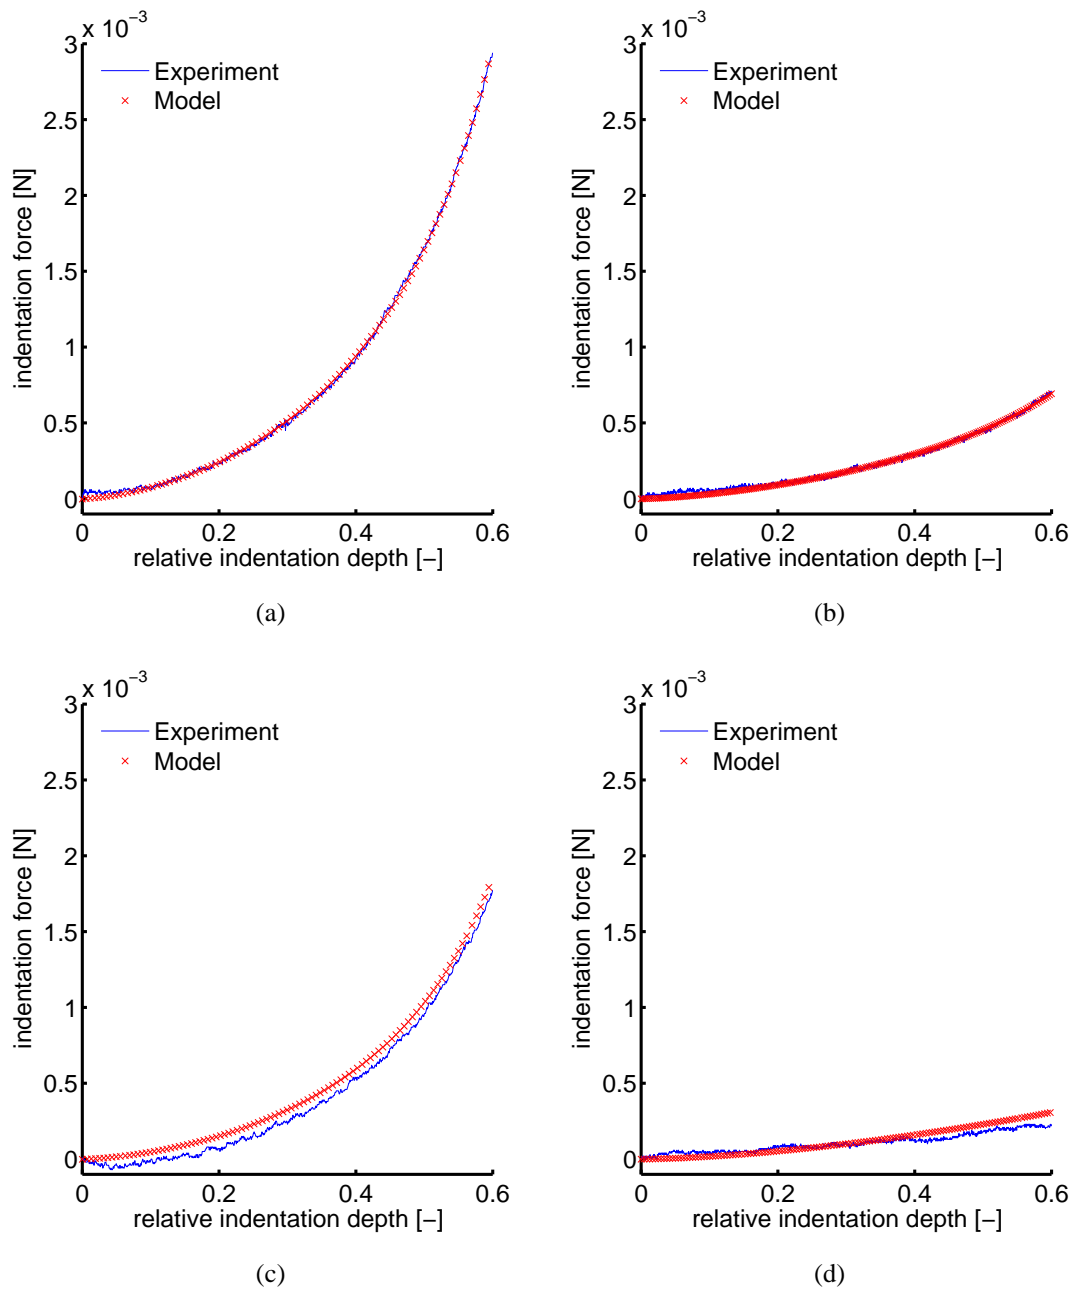 x 10⁻³
3
2.5
2
1.5
1
0.5
0
0 0.2 0.4 0.6
indentation force [N]
relative indentation depth [−]
Experiment
Model
(a)
x 10⁻³
3
2.5
2
1.5
1
0.5
0
0 0.2 0.4 0.6
indentation force [N]
relative indentation depth [−]
Experiment
Model
(b)
x 10⁻³
3
2.5
2
1.5
1
0.5
0
0 0.2 0.4 0.6
indentation force [N]
relative indentation depth [−]
Experiment
Model
(c)
x 10⁻³
3
2.5
2
1.5
1
0.5
0
0 0.2 0.4 0.6
indentation force [N]
relative indentation depth [−]
Experiment
Model
(d)